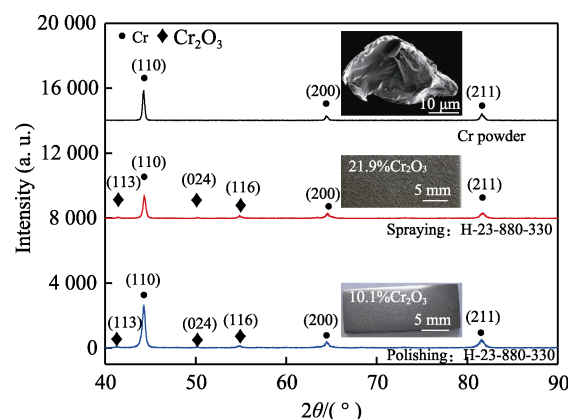 20 000
● Cr ◆ Cr₂O₃
(110)
16 000
(200)
(211)
10 μm
Cr powder
12 000
(110)
21.9%Cr₂O₃
(113)
(024)
(116)
(200)
5 mm
(211)
8 000
Spraying：H-23-880-330
4 000
(110)
10.1%Cr₂O₃
(113)
(024)
(116)
(200)
5 mm
(211)
0
Polishing：H-23-880-330
40 50 60 70 80 90
2θ/(°)
Intensity (a. u.)